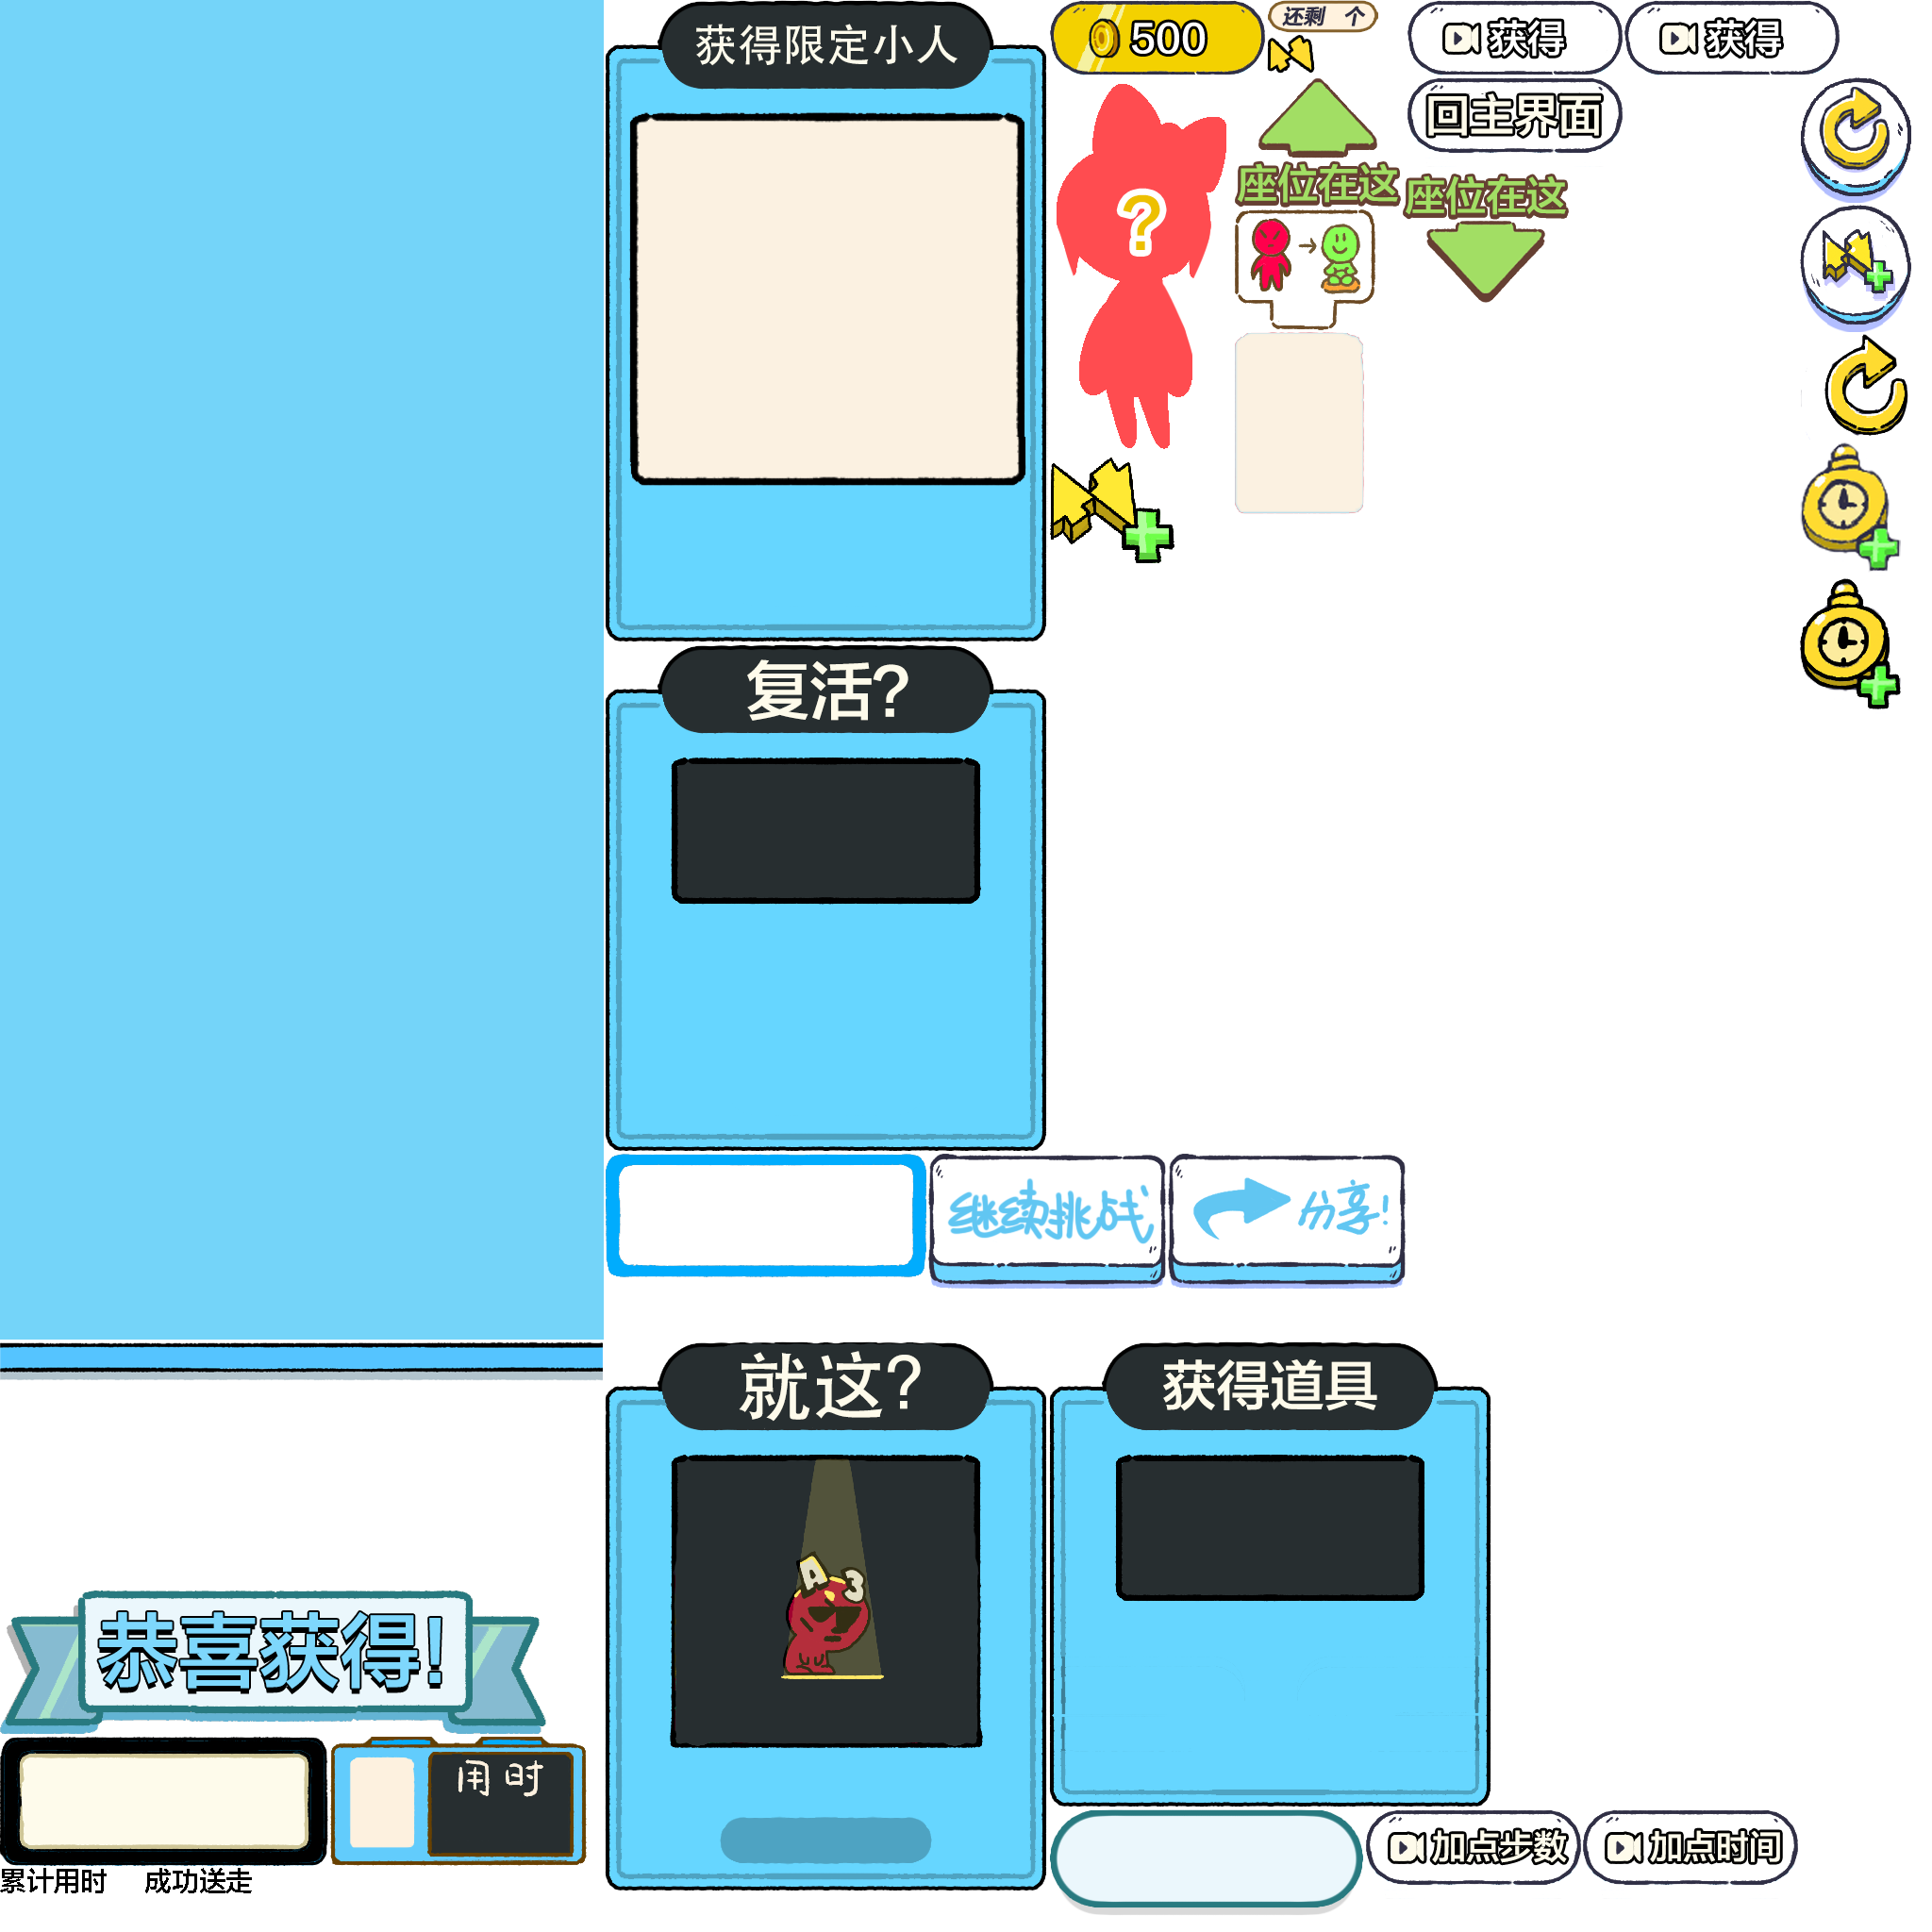 获得限定小人
500
还剩 个
获得
获得
回主界面
座位在这
座位在这
?
复活?
继续挑战
分享!
就这?
获得道具
A 3
恭喜获得!
用时
加点步数
加点时间
累计用时 成功送走